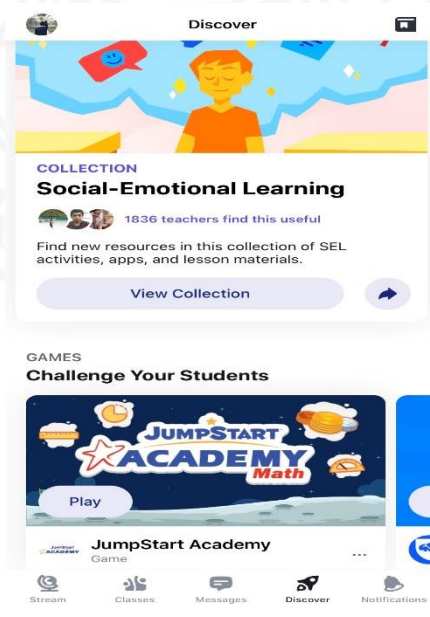 Discover
COLLECTION
Social-Emotional Learning
1836 teachers find this useful
Find new resources in this collection of SEL
activities, apps, and lesson materials.
View Collection
GAMES
Challenge Your Students
JUMPSTART
ACADEMY
Math
Play
JumpStart
ACADEMY
JumpStart Academy
Game
...
Stream
Classes
Messages
Discover
Notifications